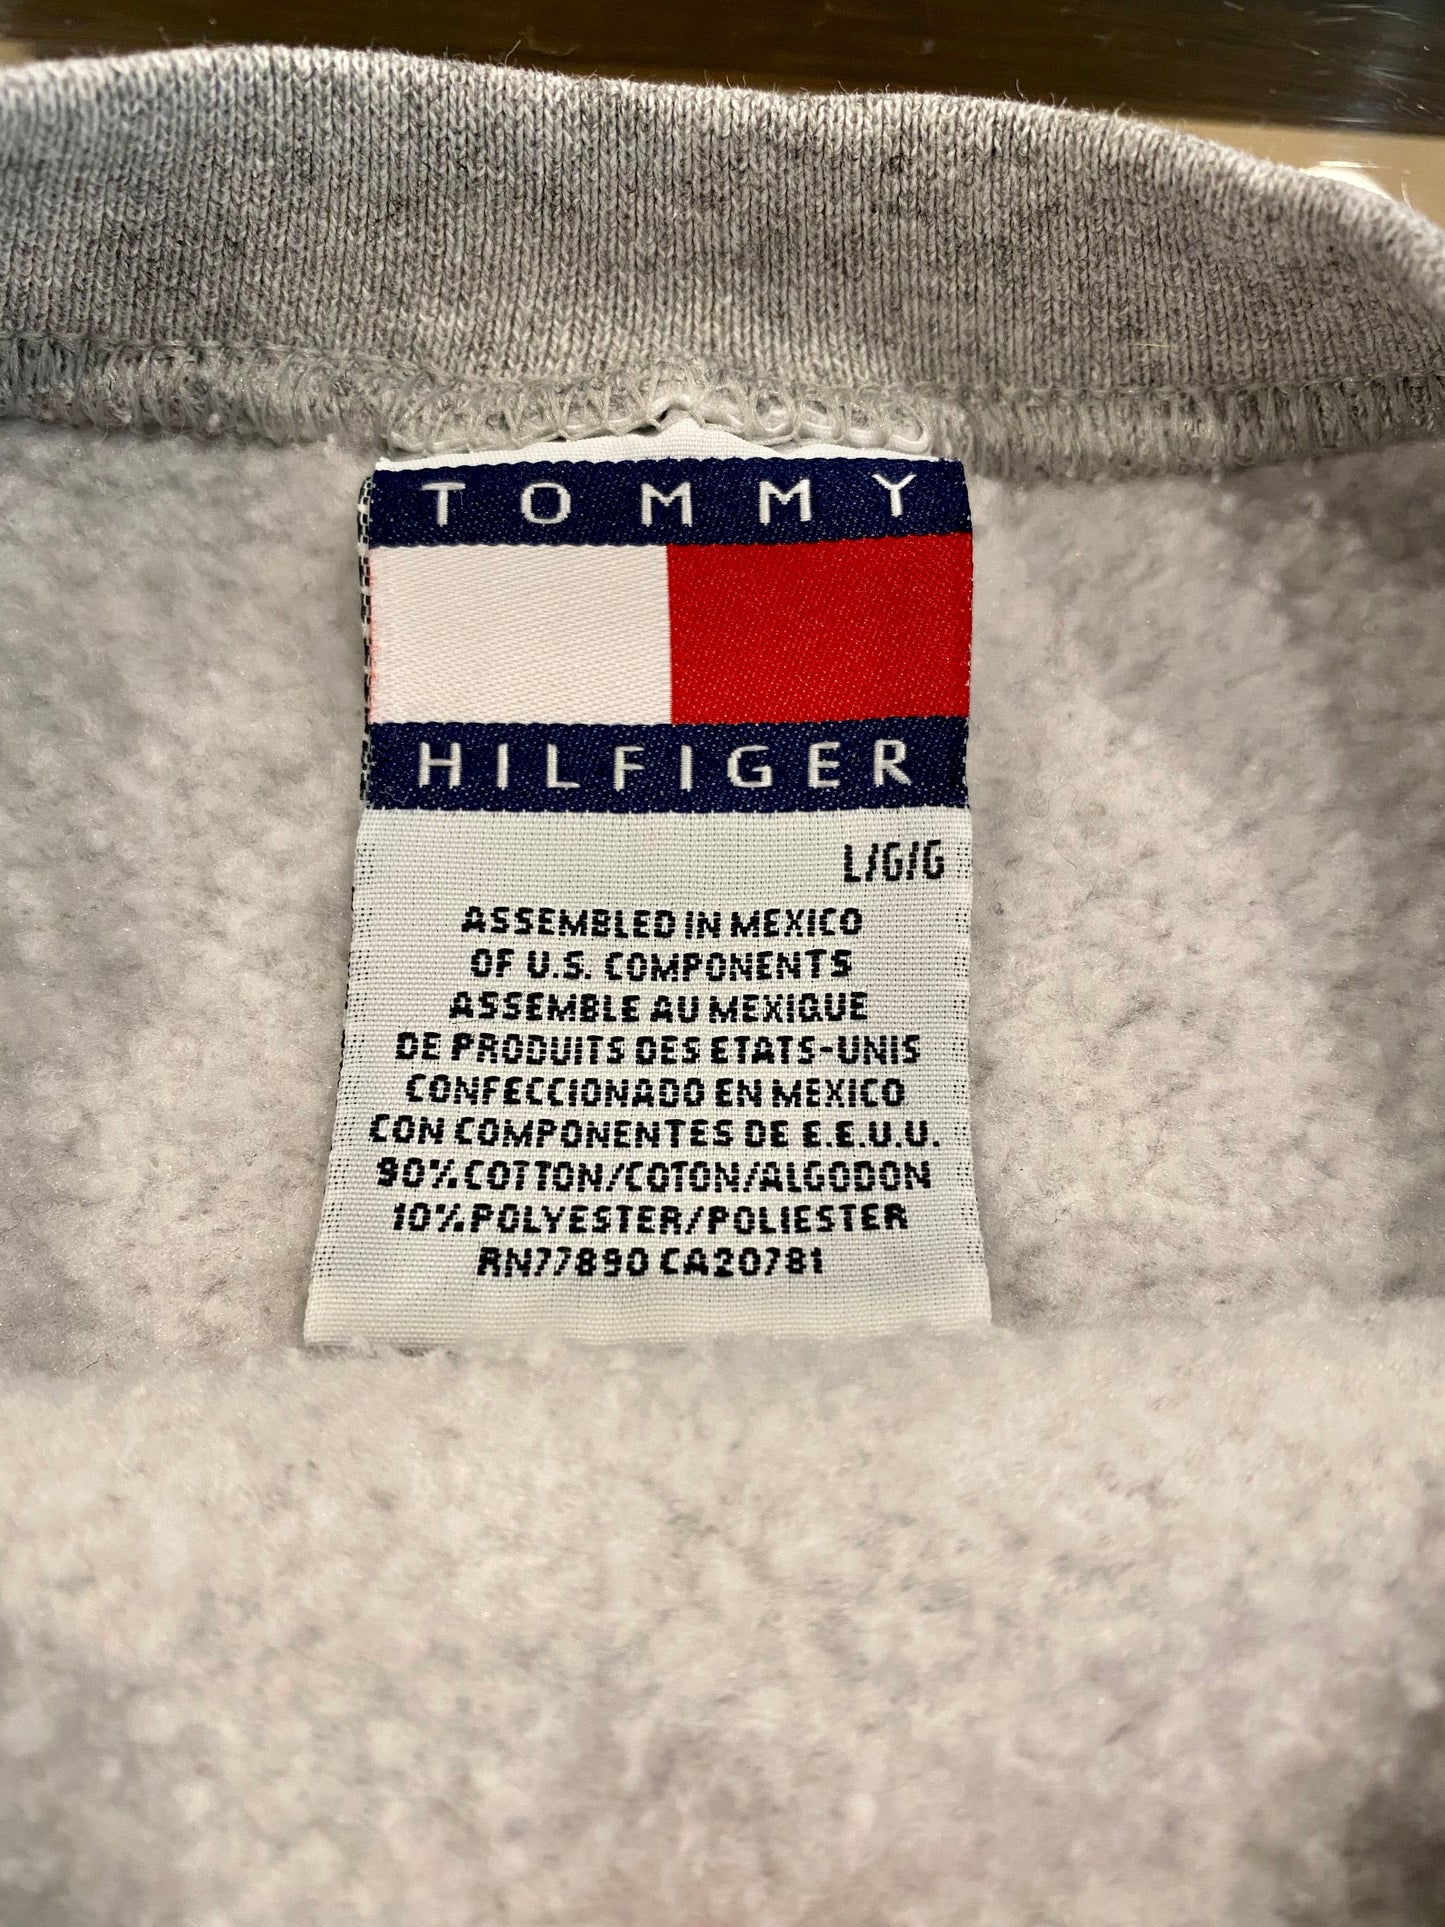 TOMMY
HILFIGER
L/G/G
ASSEMBLED IN MEXICO
OF U.S. COMPONENTS
ASSEMBLE AU MEXIQUE
DE PRODUITS DES ETATS-UNIS
CONFECCIONADO EN MEXICO
CON COMPONENTES DE E.E.U.U.
90% COTTON/COTON/ALGODON
10% POLYESTER/POLIESTER
RN77890 CA20781